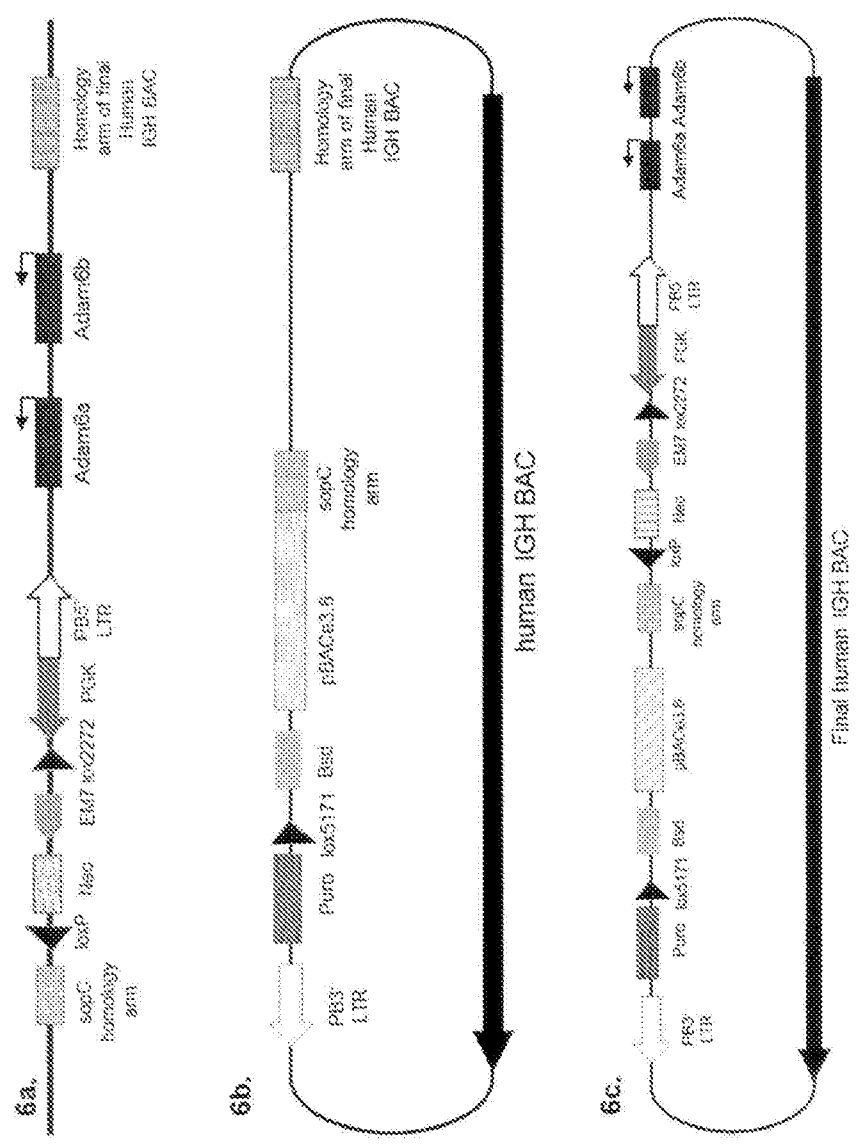 6a.
sopC
homology
arm
loxP
Neo
EM7 lox2272
PGK
PB5'
LTR
Adam6a
Adam6b
Homology
arm of final
Human
IGH BAC
6b.
PB3'
LTR
Puro lox5171
Bsd
pBACe3.6
sopC
homology
arm
Homology
arm of final
Human
IGH BAC
human IGH BAC
6c.
PB3'
LTR
Puro lox5171
Bsd
pBACe3.6
sopC
homology
arm
loxP
Neo
EM7 lox2272
PGK
PB5'
LTR
Adam6a Adam6b
Final human IGH BAC